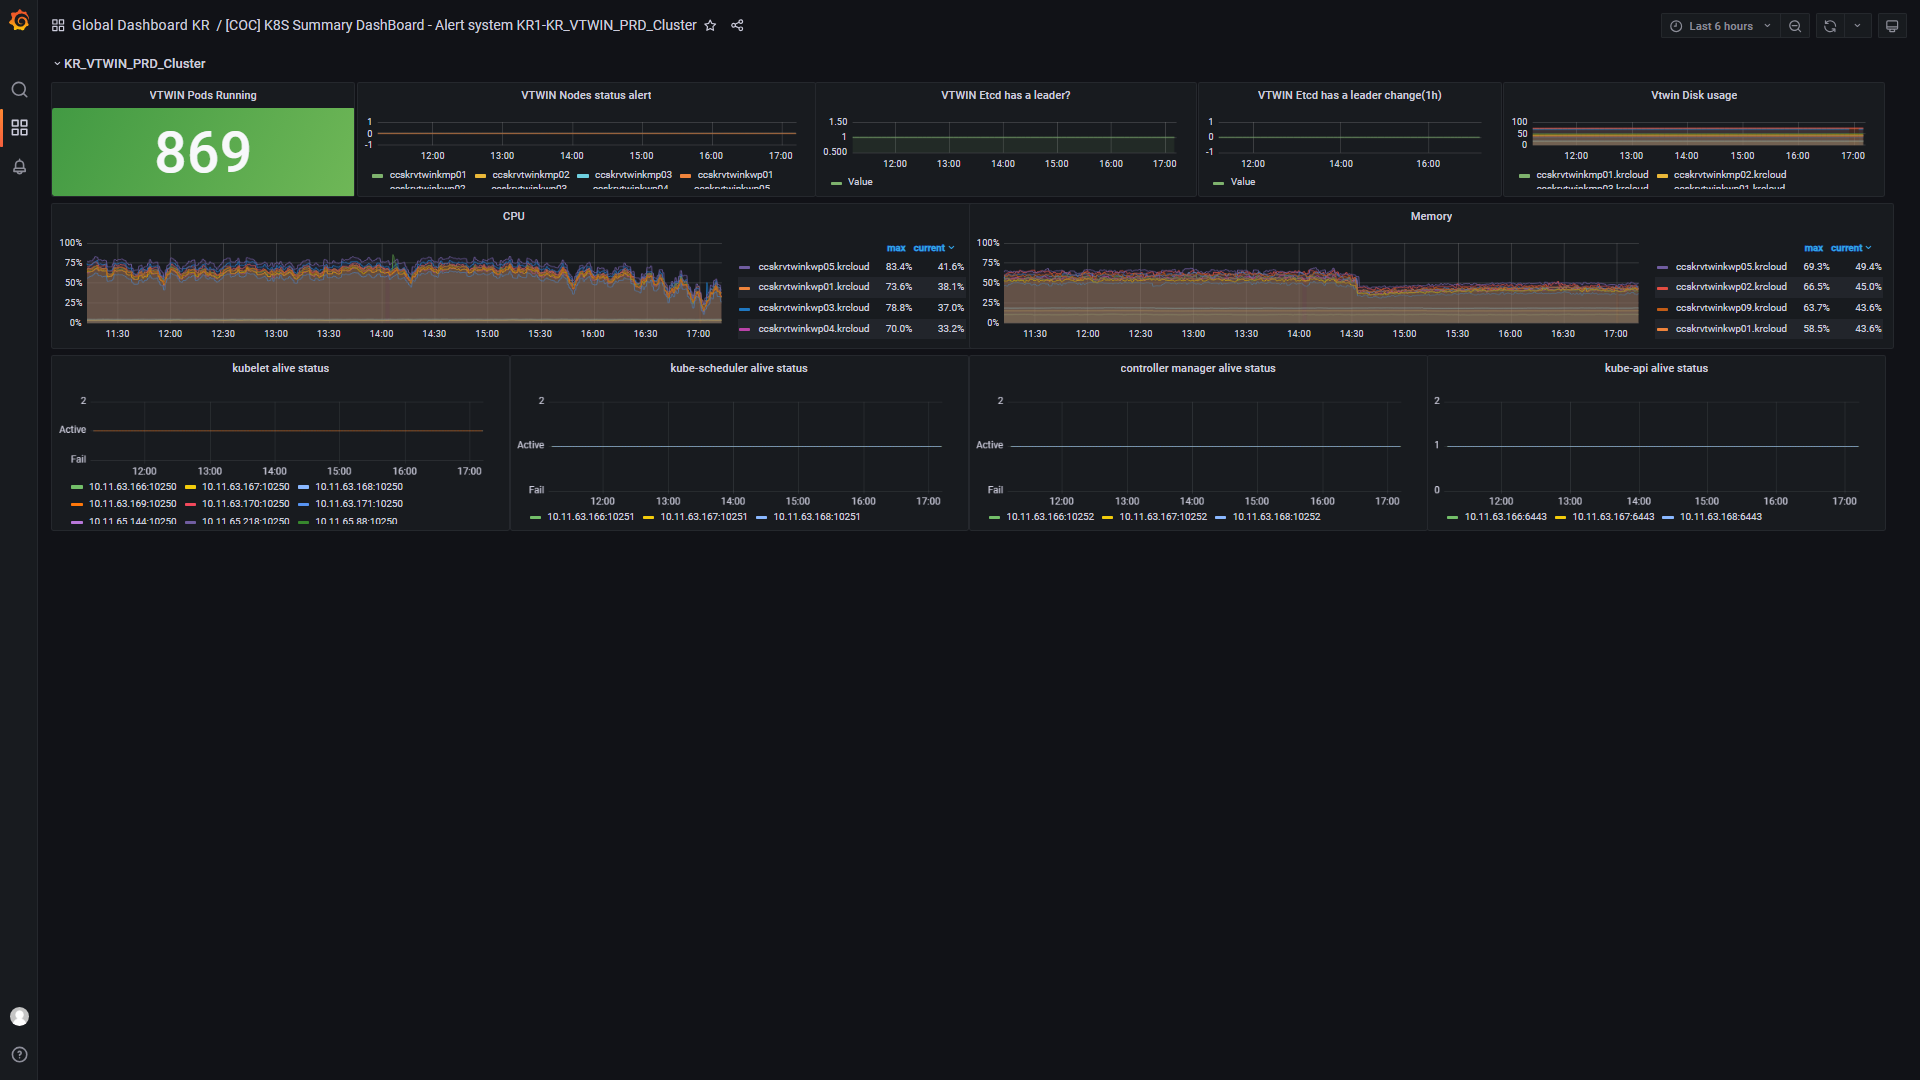 Global Dashboard KR / [COC] K8S Summary DashBoard - Alert system KR1-KR_VTWIN_PRD_Cluster
Last 6 hours
KR_VTWIN_PRD_Cluster
VTWIN Pods Running
869
VTWIN Nodes status alert
1
0
-1
12:00 13:00 14:00 15:00 16:00 17:00
ccskrvtwinkmp01 ccskrvtwinkmp02 ccskrvtwinkmp03 ccskrvtwinkwp01
ccskrvtwinkwp02 ccskrvtwinkwp03 ccskrvtwinkwp04 ccskrvtwinkwp05
VTWIN Etcd has a leader?
1.50
1
0.500
12:00 13:00 14:00 15:00 16:00 17:00
Value
VTWIN Etcd has a leader change(1h)
1
0
-1
12:00 14:00 16:00
Value
Vtwin Disk usage
100
50
0
12:00 13:00 14:00 15:00 16:00 17:00
ccskrvtwinkmp01.krcloud ccskrvtwinkmp02.krcloud
ccskrvtwinkmp03.krcloud ccskrvtwinkwp01.krcloud
CPU
100%
75%
50%
25%
0%
11:30 12:00 12:30 13:00 13:30 14:00 14:30 15:00 15:30 16:00 16:30 17:00
max current
ccskrvtwinkwp05.krcloud 83.4% 41.6%
ccskrvtwinkwp01.krcloud 73.6% 38.1%
ccskrvtwinkwp03.krcloud 78.8% 37.0%
ccskrvtwinkwp04.krcloud 70.0% 33.2%
Memory
100%
75%
50%
25%
0%
11:30 12:00 12:30 13:00 13:30 14:00 14:30 15:00 15:30 16:00 16:30 17:00
max current
ccskrvtwinkwp05.krcloud 69.3% 49.4%
ccskrvtwinkwp02.krcloud 66.5% 45.0%
ccskrvtwinkwp09.krcloud 63.7% 43.6%
ccskrvtwinkwp01.krcloud 58.5% 43.6%
kubelet alive status
2
Active
Fail
12:00 13:00 14:00 15:00 16:00 17:00
10.11.63.166:10250 10.11.63.167:10250 10.11.63.168:10250
10.11.63.169:10250 10.11.63.170:10250 10.11.63.171:10250
10.11.65.144:10250 10.11.65.218:10250 10.11.65.88:10250
kube-scheduler alive status
2
Active
Fail
12:00 13:00 14:00 15:00 16:00 17:00
10.11.63.166:10251 10.11.63.167:10251 10.11.63.168:10251
controller manager alive status
2
Active
Fail
12:00 13:00 14:00 15:00 16:00 17:00
10.11.63.166:10252 10.11.63.167:10252 10.11.63.168:10252
kube-api alive status
2
1
0
12:00 13:00 14:00 15:00 16:00 17:00
10.11.63.166:6443 10.11.63.167:6443 10.11.63.168:6443